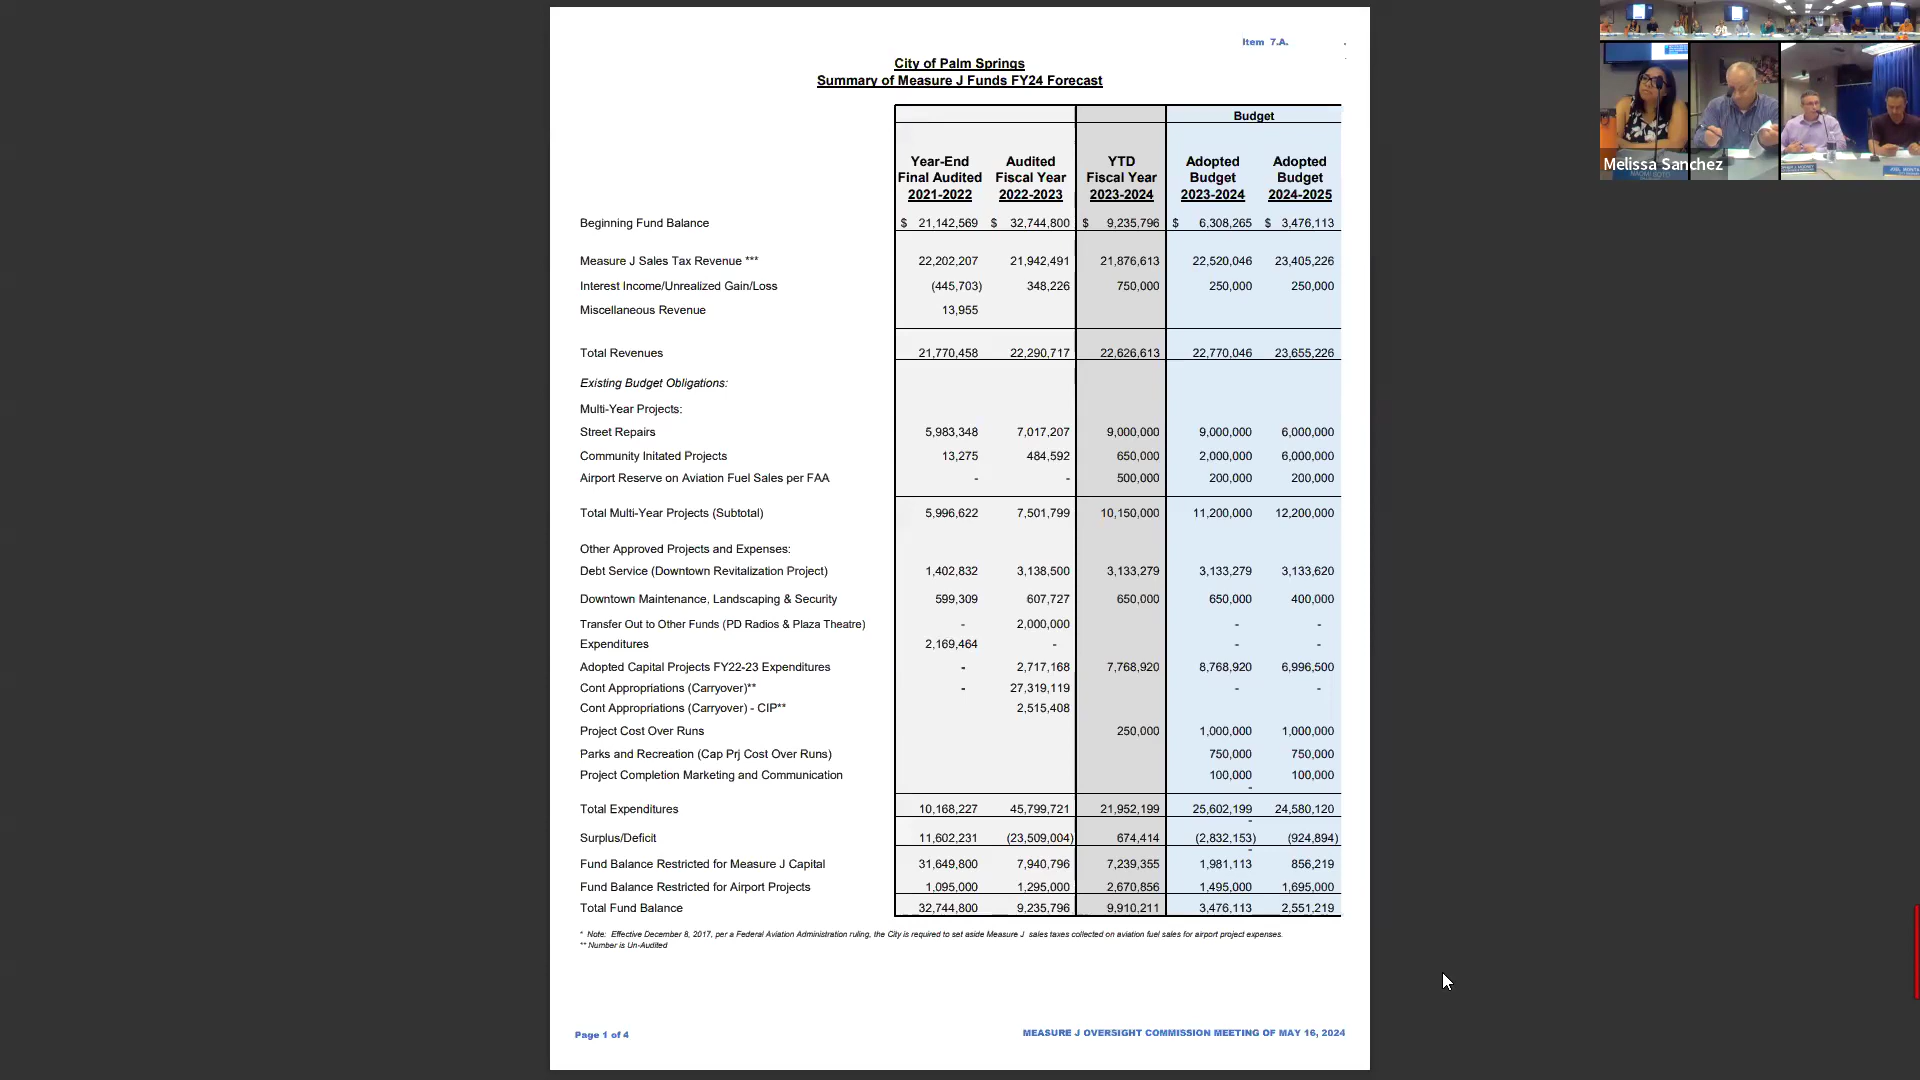 Item 7.A.
City of Palm Springs
Summary of Measure J Funds FY24 Forecast
Budget
Year-End Final Audited 2021-2022 Audited Fiscal Year 2022-2023 YTD Fiscal Year 2023-2024 Adopted Budget 2023-2024 Adopted Budget 2024-2025
Beginning Fund Balance $ 21,142,569 $ 32,744,800 $ 9,235,796 $ 6,308,265 $ 3,476,113
Measure J Sales Tax Revenue *** 22,202,207 21,942,491 21,876,613 22,520,046 23,405,226
Interest Income/Unrealized Gain/Loss (445,703) 348,226 750,000 250,000 250,000
Miscellaneous Revenue 13,955
Total Revenues 21,770,458 22,290,717 22,626,613 22,770,046 23,655,226
Existing Budget Obligations:
Multi-Year Projects:
Street Repairs 5,983,348 7,017,207 9,000,000 9,000,000 6,000,000
Community Initated Projects 13,275 484,592 650,000 2,000,000 6,000,000
Airport Reserve on Aviation Fuel Sales per FAA - - 500,000 200,000 200,000
Total Multi-Year Projects (Subtotal) 5,996,622 7,501,799 10,150,000 11,200,000 12,200,000
Other Approved Projects and Expenses:
Debt Service (Downtown Revitalization Project) 1,402,832 3,138,500 3,133,279 3,133,279 3,133,620
Downtown Maintenance, Landscaping & Security 599,309 607,727 650,000 650,000 400,000
Transfer Out to Other Funds (PD Radios & Plaza Theatre) - 2,000,000 - -
Expenditures 2,169,464 - - -
Adopted Capital Projects FY22-23 Expenditures - 2,717,168 7,768,920 8,768,920 6,996,500
Cont Appropriations (Carryover)** - 27,319,119 - -
Cont Appropriations (Carryover) - CIP** 2,515,408
Project Cost Over Runs 250,000 1,000,000 1,000,000
Parks and Recreation (Cap Prj Cost Over Runs) 750,000 750,000
Project Completion Marketing and Communication 100,000 100,000
-
Total Expenditures 10,168,227 45,799,721 21,952,199 25,602,199 24,580,120
-
Surplus/Deficit 11,602,231 (23,509,004) 674,414 (2,832,153) (924,894)
-
Fund Balance Restricted for Measure J Capital 31,649,800 7,940,796 7,239,355 1,981,113 856,219
Fund Balance Restricted for Airport Projects 1,095,000 1,295,000 2,670,856 1,495,000 1,695,000
Total Fund Balance 32,744,800 9,235,796 9,910,211 3,476,113 2,551,219
* Note: Effective December 8, 2017, per a Federal Aviation Administration ruling, the City is required to set aside Measure J sales taxes collected on aviation fuel sales for airport project expenses.
** Number is Un-Audited
Page 1 of 4
MEASURE J OVERSIGHT COMMISSION MEETING OF MAY 16, 2024
Melissa Sanchez
NAOMI SOTO